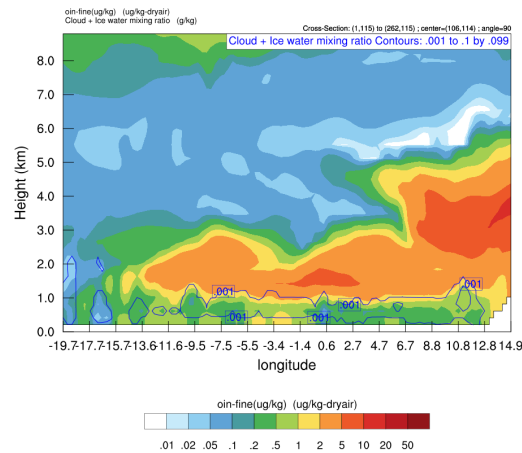 oin-fine(ug/kg) (ug/kg-dryair)
Cloud + Ice water mixing ratio (g/kg)
Cross-Section: (1,115) to (262,115) ; center=(106,114) ; angle=90
Cloud + Ice water mixing ratio Contours: .001 to .1 by .099
8.0
7.0
6.0
5.0
4.0
3.0
2.0
1.0
0.0
Height (km)
.001
.001
.001
.001
.001
-19.7 -17.7 -15.7 -13.6 -11.6 -9.5 -7.5 -5.5 -3.4 -1.4 0.6 2.7 4.7 6.7 8.8 10.8 12.8 14.9
longitude
oin-fine(ug/kg) (ug/kg-dryair)
.01 .02 .05 .1 .2 .5 1 2 5 10 20 50